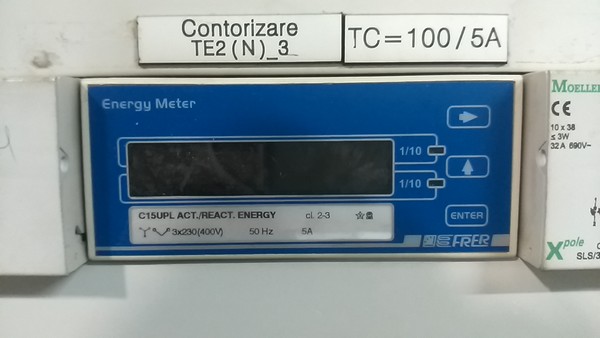 Contorizare
TE2(N)_3
TC=100/5A
Energy Meter
1/10
1/10
ENTER
C15UPL ACT./REACT. ENERGY cl. 2-3
3x230(400V) 50 Hz 5A
FRER
MOELLER
CE
10 x 38
≤ 3W
32 A 690V~
Xpole
SLS/3